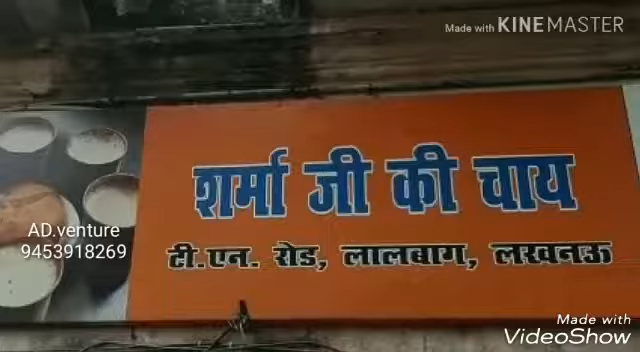 Made with KINEMASTER
शर्मा जी की चाय
टी.एन. रोड, लालबाग, लखनऊ
AD.venture
9453918269
Made with
VideoShow